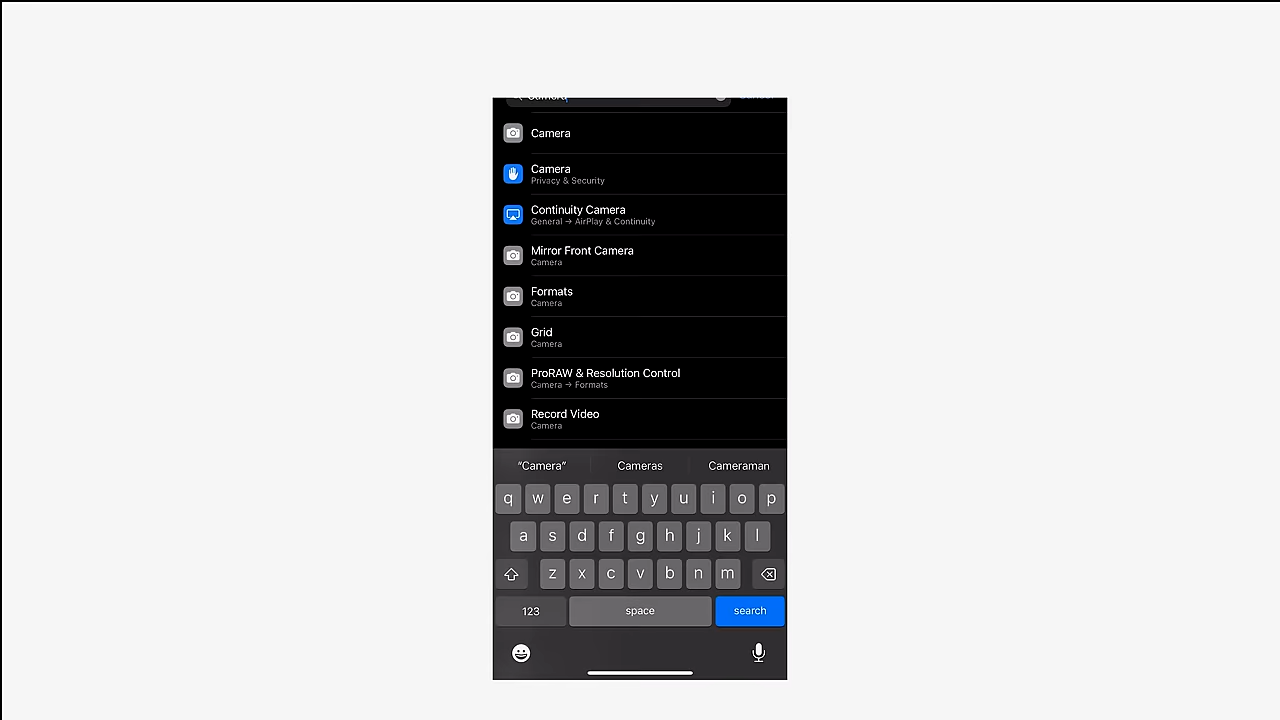 Camera
Camera
Camera
Privacy & Security
Continuity Camera
General → AirPlay & Continuity
Mirror Front Camera
Camera
Formats
Camera
Grid
Camera
ProRAW & Resolution Control
Camera → Formats
Record Video
Camera
"Camera" Cameras Cameraman
q w e r t y u i o p
a s d f g h j k l
z x c v b n m
123 space search